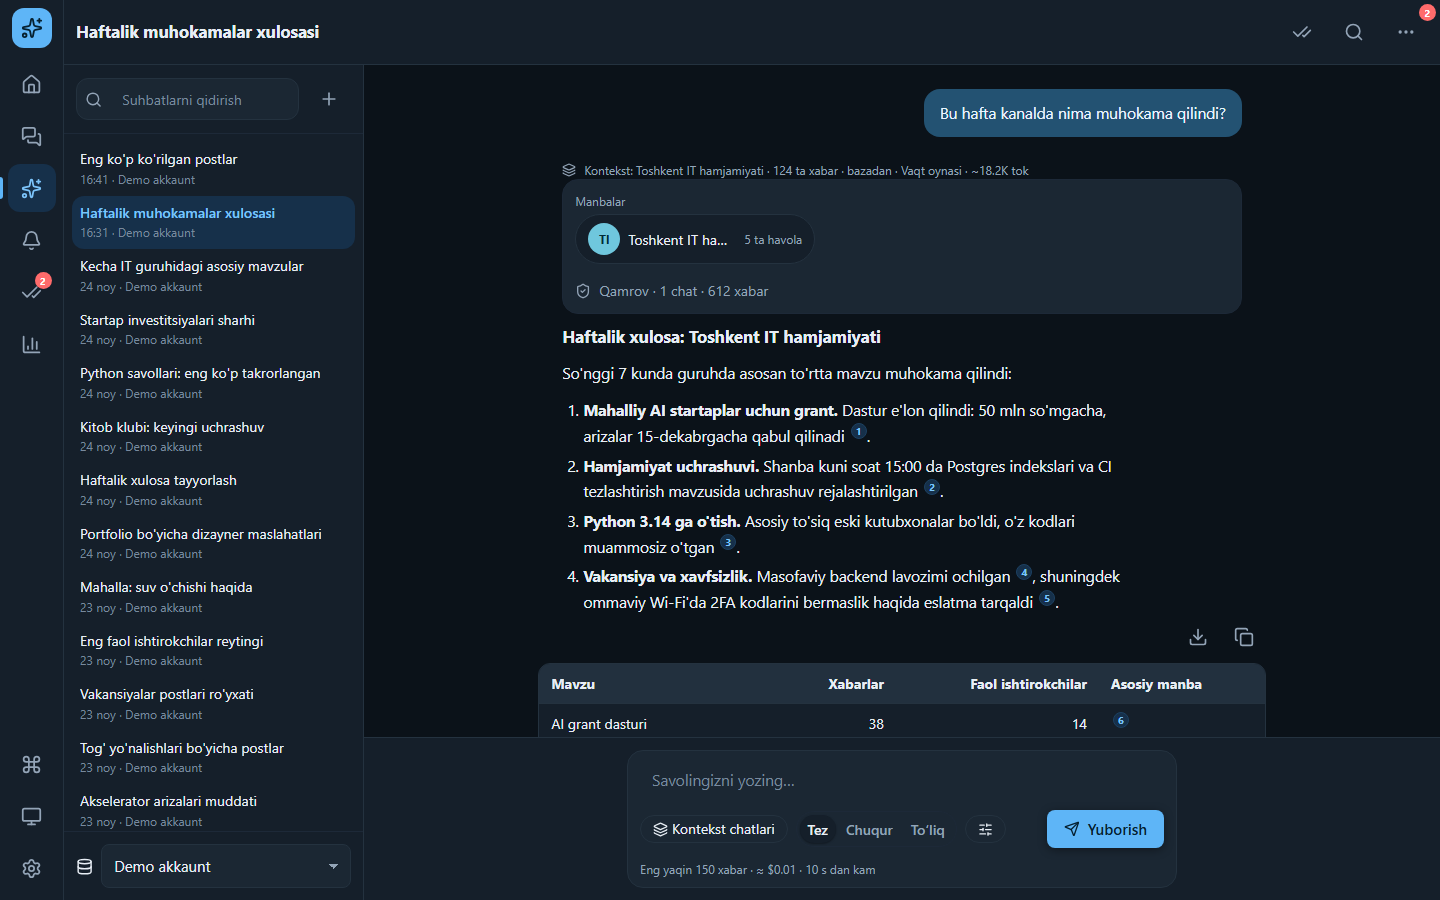 Haftalik muhokamalar xulosasi
2
Suhbatlarni qidirish
Eng ko'p ko'rilgan postlar
16:41 · Demo akkaunt
Haftalik muhokamalar xulosasi
16:31 · Demo akkaunt
Kecha IT guruhidagi asosiy mavzular
24 noy · Demo akkaunt
Startap investitsiyalari sharhi
24 noy · Demo akkaunt
Python savollari: eng ko'p takrorlangan
24 noy · Demo akkaunt
Kitob klubi: keyingi uchrashuv
24 noy · Demo akkaunt
Haftalik xulosa tayyorlash
24 noy · Demo akkaunt
Portfolio bo'yicha dizayner maslahatlari
24 noy · Demo akkaunt
Mahalla: suv o'chishi haqida
23 noy · Demo akkaunt
Eng faol ishtirokchilar reytingi
23 noy · Demo akkaunt
Vakansiyalar postlari ro'yxati
23 noy · Demo akkaunt
Tog' yo'nalishlari bo'yicha postlar
23 noy · Demo akkaunt
Akselerator arizalari muddati
23 noy · Demo akkaunt
Demo akkaunt
2
Bu hafta kanalda nima muhokama qilindi?
Kontekst: Toshkent IT hamjamiyati · 124 ta xabar · bazadan · Vaqt oynasi · ~18.2K tok
Manbalar
TI Toshkent IT ha... 5 ta havola
Qamrov · 1 chat · 612 xabar
Haftalik xulosa: Toshkent IT hamjamiyati
So'nggi 7 kunda guruhda asosan to'rtta mavzu muhokama qilindi:
1. Mahalliy AI startaplar uchun grant. Dastur e'lon qilindi: 50 mln so'mgacha,
arizalar 15-dekabrgacha qabul qilinadi 1.
2. Hamjamiyat uchrashuvi. Shanba kuni soat 15:00 da Postgres indekslari va CI
tezlashtirish mavzusida uchrashuv rejalashtirilgan 2.
3. Python 3.14 ga o'tish. Asosiy to'siq eski kutubxonalar bo'ldi, o'z kodlari
muammosiz o'tgan 3.
4. Vakansiya va xavfsizlik. Masofaviy backend lavozimi ochilgan 4, shuningdek
ommaviy Wi-Fi'da 2FA kodlarini bermaslik haqida eslatma tarqaldi 5.
Mavzu Xabarlar Faol ishtirokchilar Asosiy manba
AI grant dasturi 38 14 6
Savolingizni yozing...
Kontekst chatlari Tez Chuqur To'liq Yuborish
Eng yaqin 150 xabar · ≈ $0.01 · 10 s dan kam